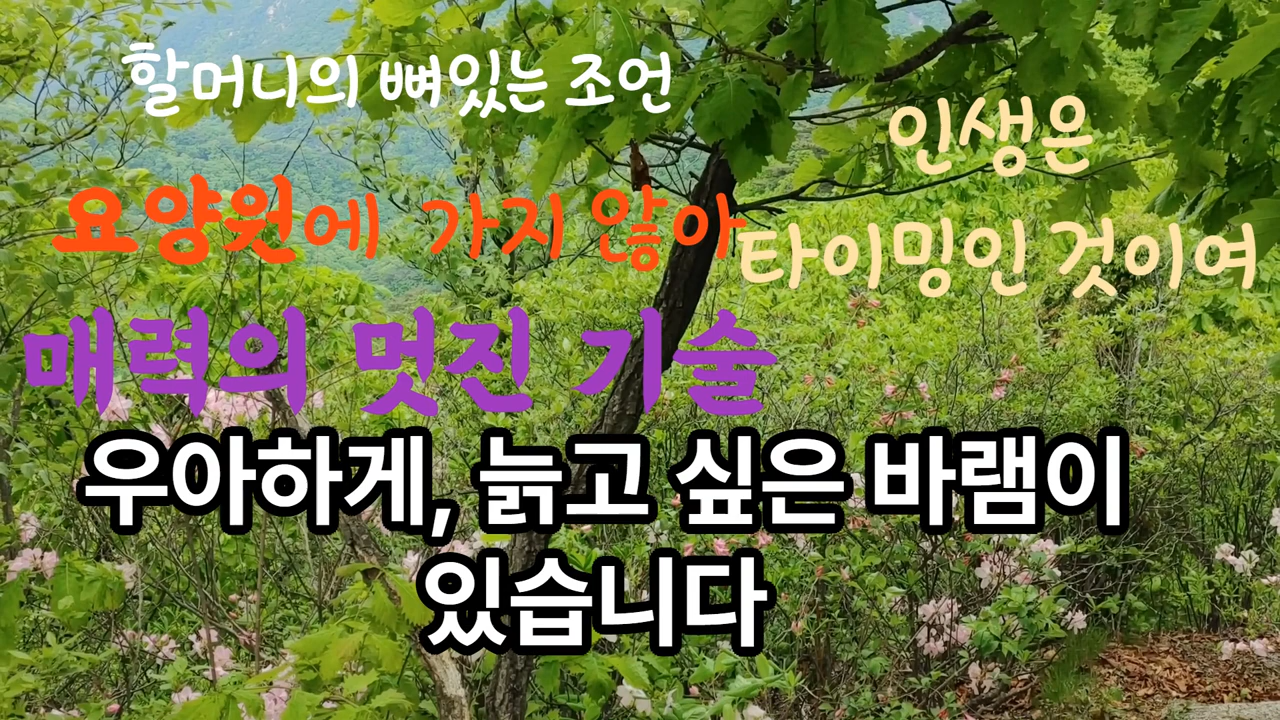 할머니의 뼈있는 조언
인생은
타이밍인 것이여
요양원에 가지 않아
매력의 멋진 기술
우아하게, 늙고 싶은 바램이
있습니다